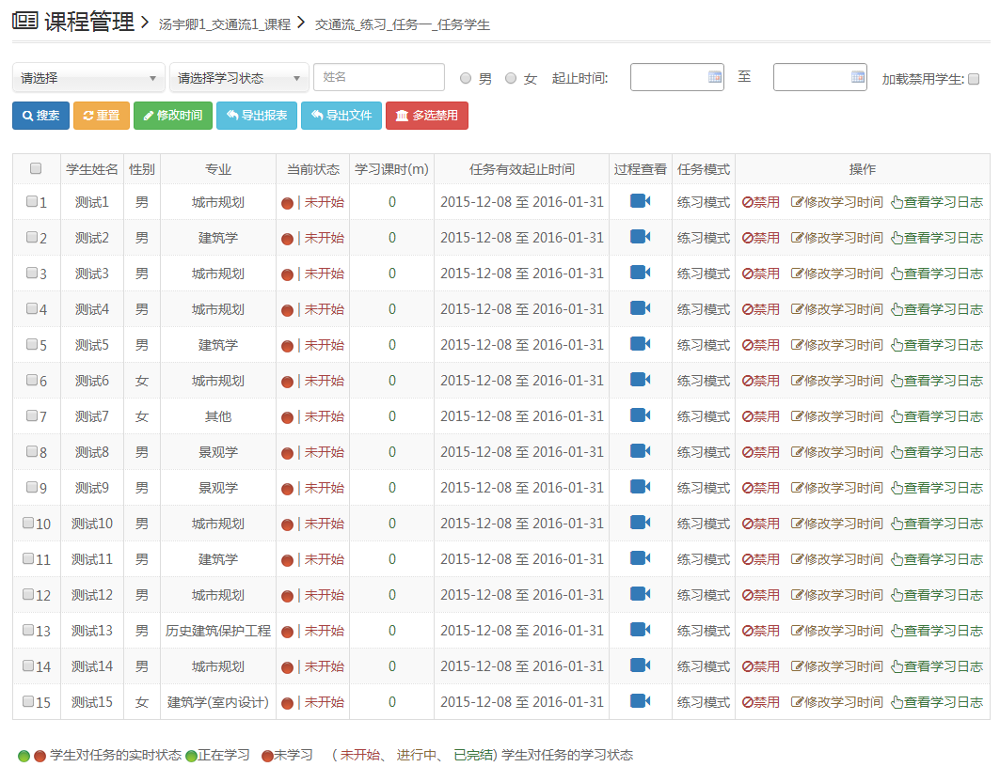 课程管理 汤宇卿1_交通流1_课程 交通流_练习_任务一_任务学生
请选择 请选择学习状态 姓名 男 女 起止时间: 至 加载禁用学生:
搜索 重置 修改时间 导出报表 导出文件 多选禁用
学生姓名 性别 专业 当前状态 学习课时(m) 任务有效起止时间 过程查看 任务模式 操作
1 测试1 男 城市规划 | 未开始 0 2015-12-08 至 2016-01-31 练习模式 禁用 修改学习时间 查看学习日志
2 测试2 男 建筑学 | 未开始 0 2015-12-08 至 2016-01-31 练习模式 禁用 修改学习时间 查看学习日志
3 测试3 男 城市规划 | 未开始 0 2015-12-08 至 2016-01-31 练习模式 禁用 修改学习时间 查看学习日志
4 测试4 男 城市规划 | 未开始 0 2015-12-08 至 2016-01-31 练习模式 禁用 修改学习时间 查看学习日志
5 测试5 男 建筑学 | 未开始 0 2015-12-08 至 2016-01-31 练习模式 禁用 修改学习时间 查看学习日志
6 测试6 女 城市规划 | 未开始 0 2015-12-08 至 2016-01-31 练习模式 禁用 修改学习时间 查看学习日志
7 测试7 女 其他 | 未开始 0 2015-12-08 至 2016-01-31 练习模式 禁用 修改学习时间 查看学习日志
8 测试8 男 景观学 | 未开始 0 2015-12-08 至 2016-01-31 练习模式 禁用 修改学习时间 查看学习日志
9 测试9 男 景观学 | 未开始 0 2015-12-08 至 2016-01-31 练习模式 禁用 修改学习时间 查看学习日志
10 测试10 男 城市规划 | 未开始 0 2015-12-08 至 2016-01-31 练习模式 禁用 修改学习时间 查看学习日志
11 测试11 男 建筑学 | 未开始 0 2015-12-08 至 2016-01-31 练习模式 禁用 修改学习时间 查看学习日志
12 测试12 男 城市规划 | 未开始 0 2015-12-08 至 2016-01-31 练习模式 禁用 修改学习时间 查看学习日志
13 测试13 男 历史建筑保护工程 | 未开始 0 2015-12-08 至 2016-01-31 练习模式 禁用 修改学习时间 查看学习日志
14 测试14 男 城市规划 | 未开始 0 2015-12-08 至 2016-01-31 练习模式 禁用 修改学习时间 查看学习日志
15 测试15 女 建筑学(室内设计) | 未开始 0 2015-12-08 至 2016-01-31 练习模式 禁用 修改学习时间 查看学习日志
学生对任务的实时状态 正在学习 未学习 ( 未开始、 进行中、 已完结) 学生对任务的学习状态